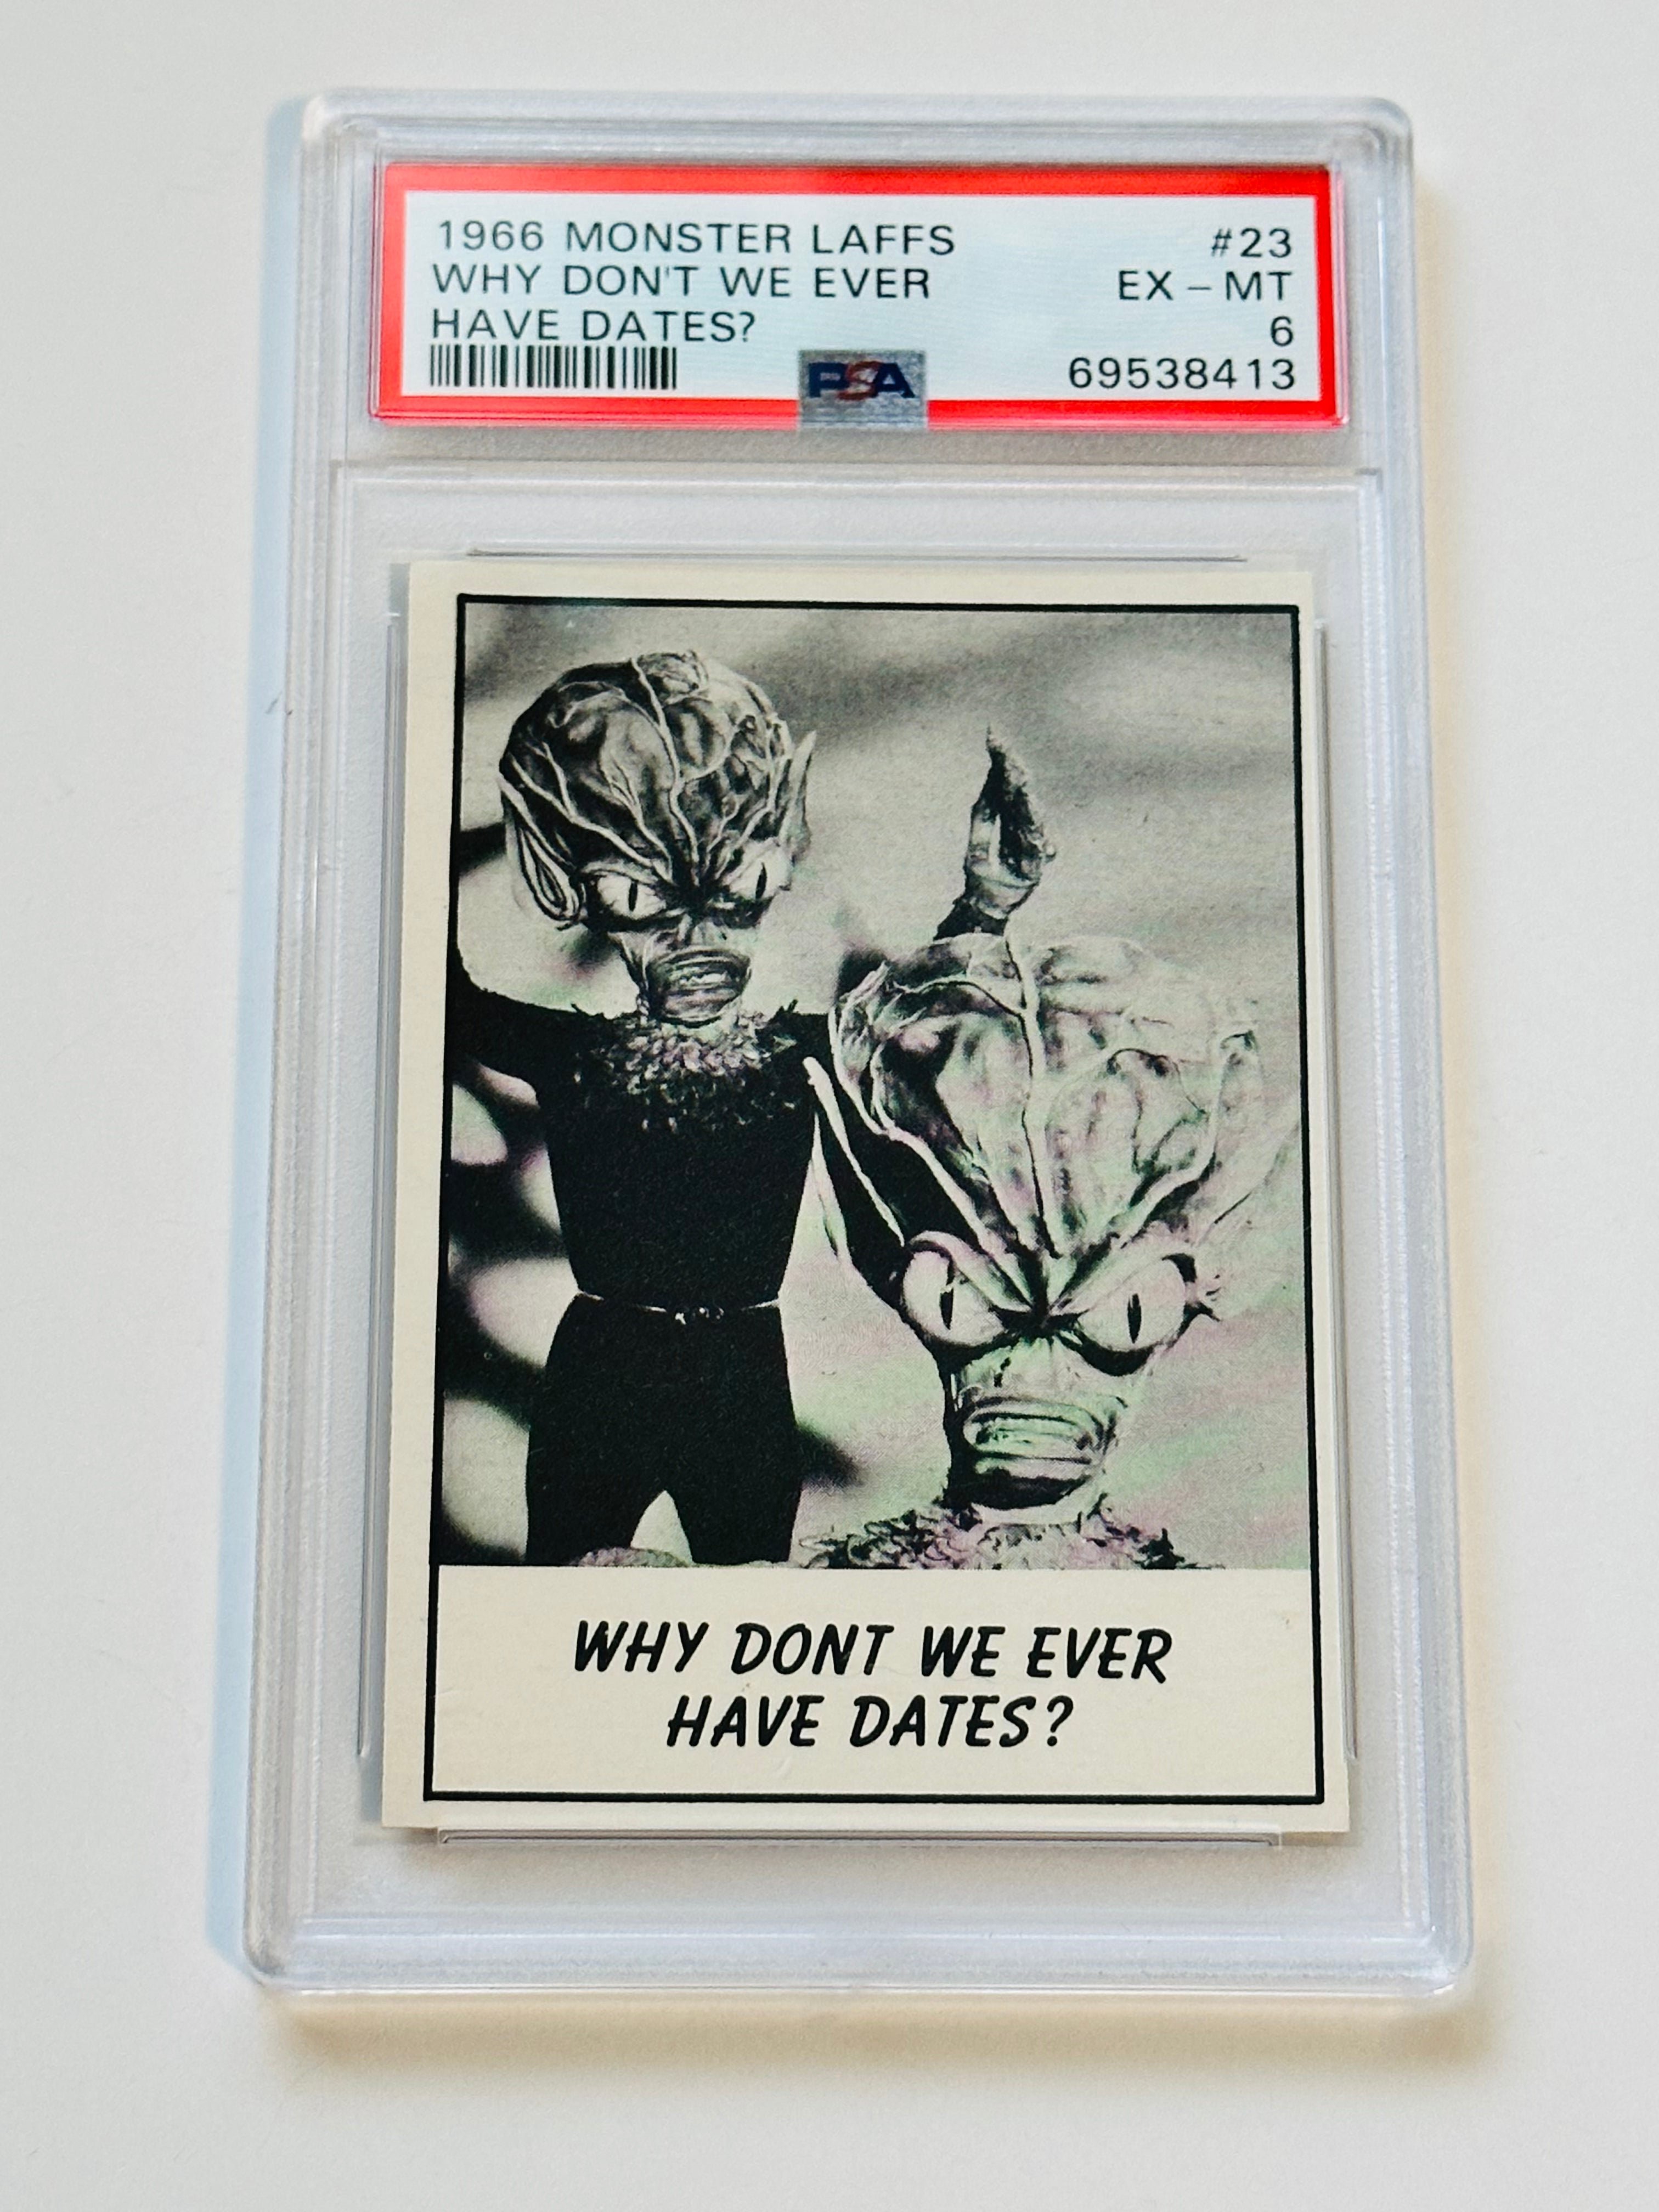 1966 MONSTER LAFFS #23
WHY DON'T WE EVER EX - MT
HAVE DATES? 6
PSA 69538413
WHY DONT WE EVER
HAVE DATES?